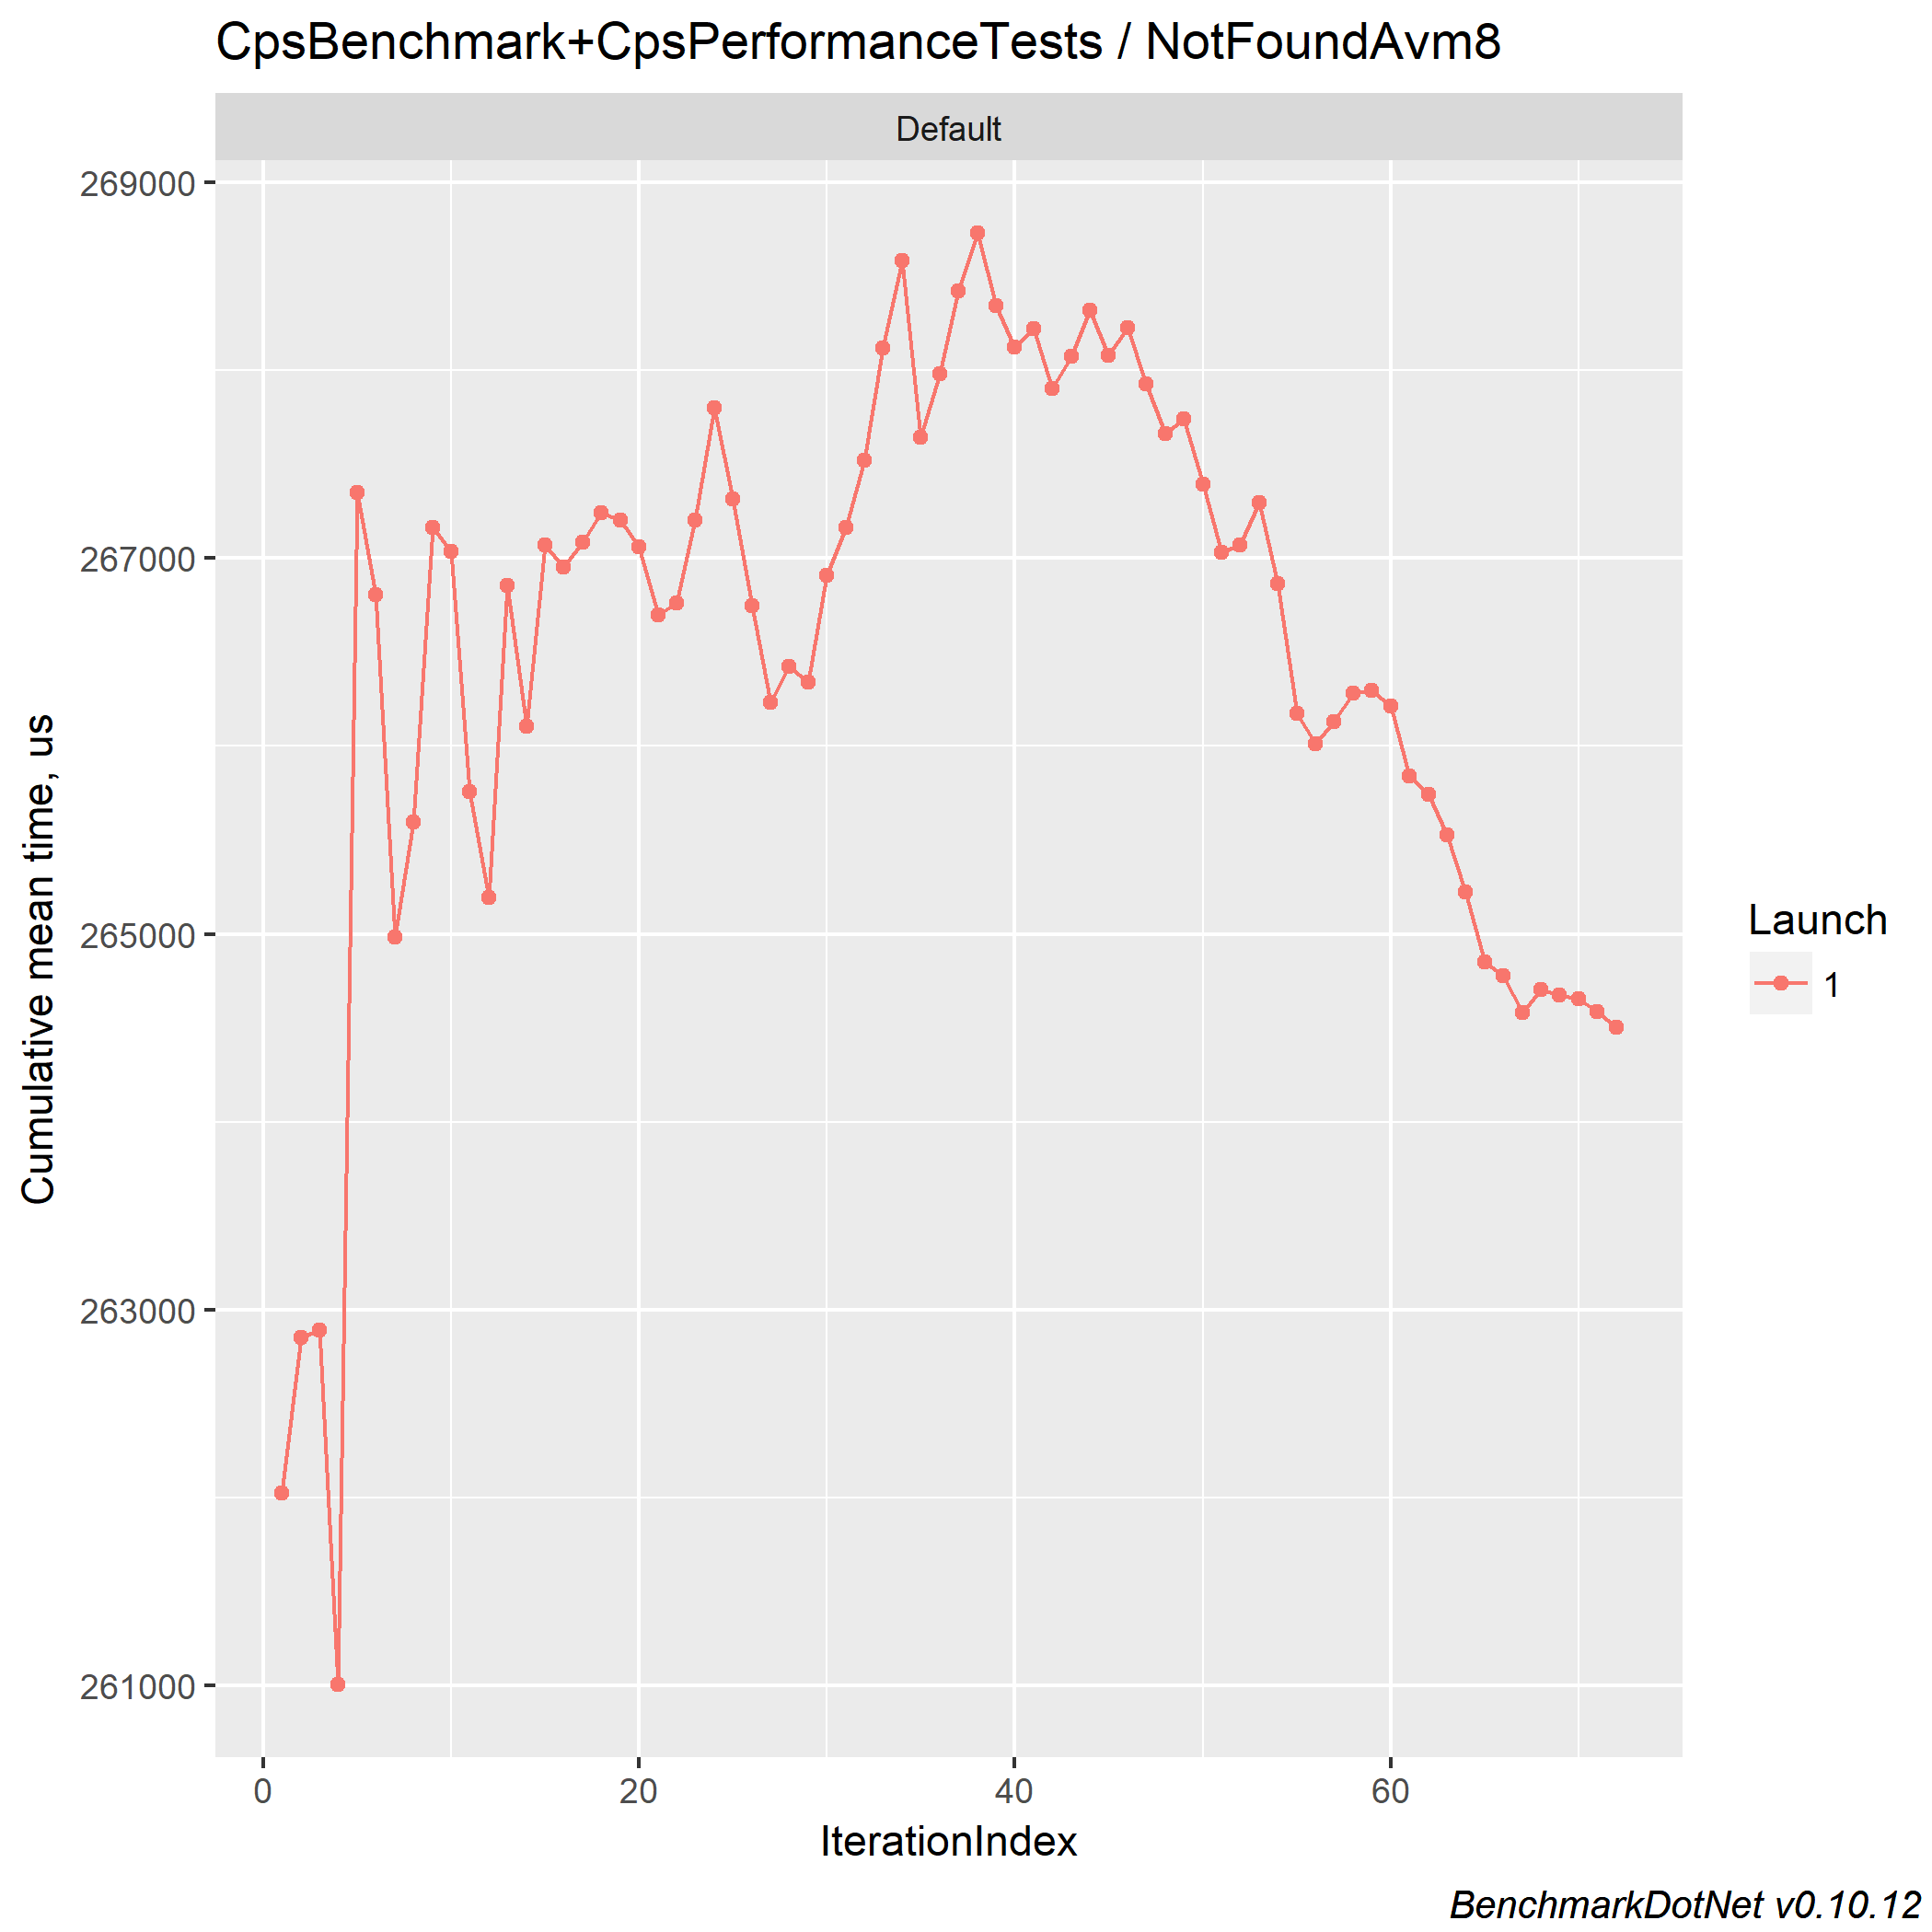 CpsBenchmark+CpsPerformanceTests / NotFoundAvm8
Default
269000
267000
265000
263000
261000
Cumulative mean time, us
0 20 40 60
IterationIndex
Launch
1
BenchmarkDotNet v0.10.12